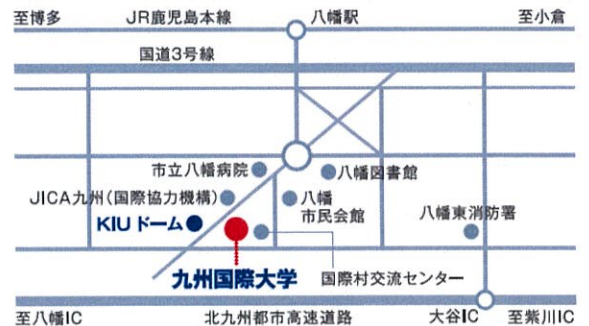 至博多 JR鹿児島本線 八幡駅 至小倉
国道3号線
市立八幡病院 八幡図書館
JICA九州(国際協力機構) 八幡
市民会館
KIUドーム 八幡東消防署
九州国際大学 国際村交流センター
至八幡IC 北九州都市高速道路 大谷IC 至紫川IC